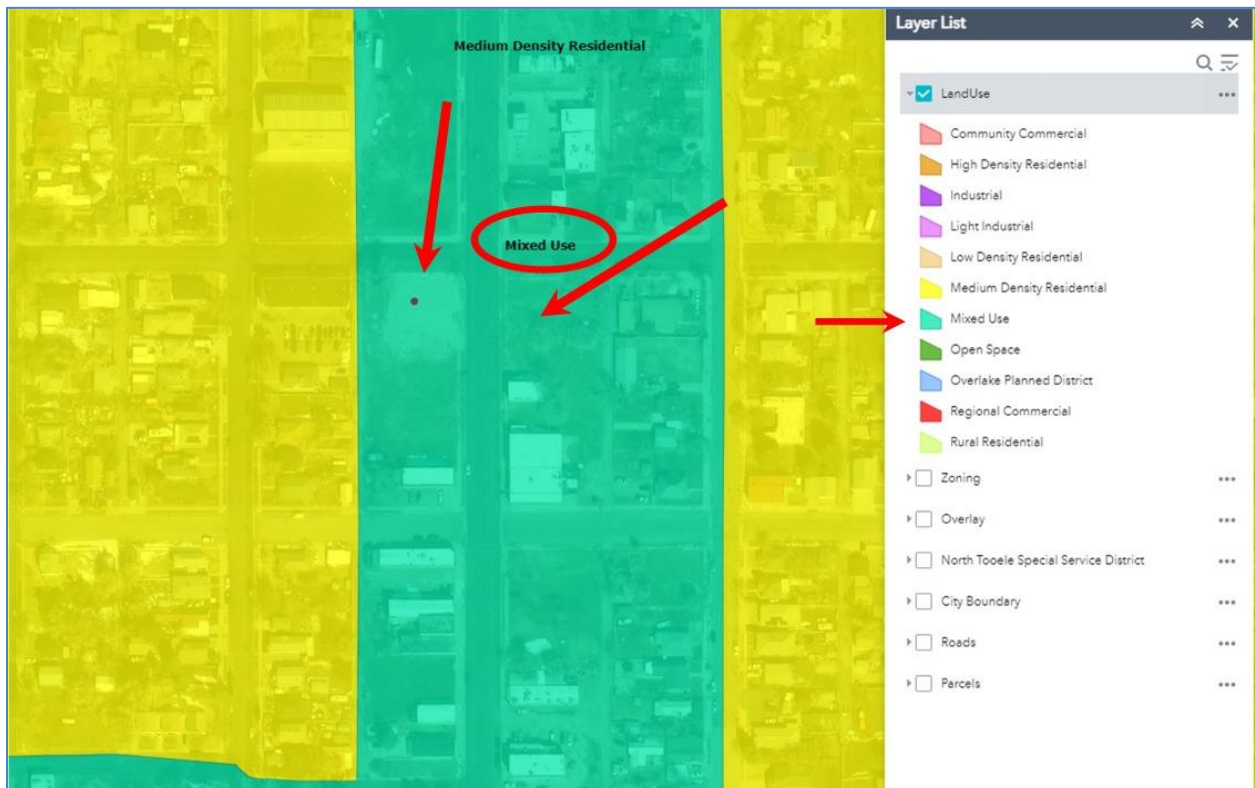 Medium Density Residential
Mixed Use
Layer List
LandUse
Community Commercial
High Density Residential
Industrial
Light Industrial
Low Density Residential
Medium Density Residential
Mixed Use
Open Space
Overlake Planned District
Regional Commercial
Rural Residential
Zoning
Overlay
North Tooele Special Service District
City Boundary
Roads
Parcels